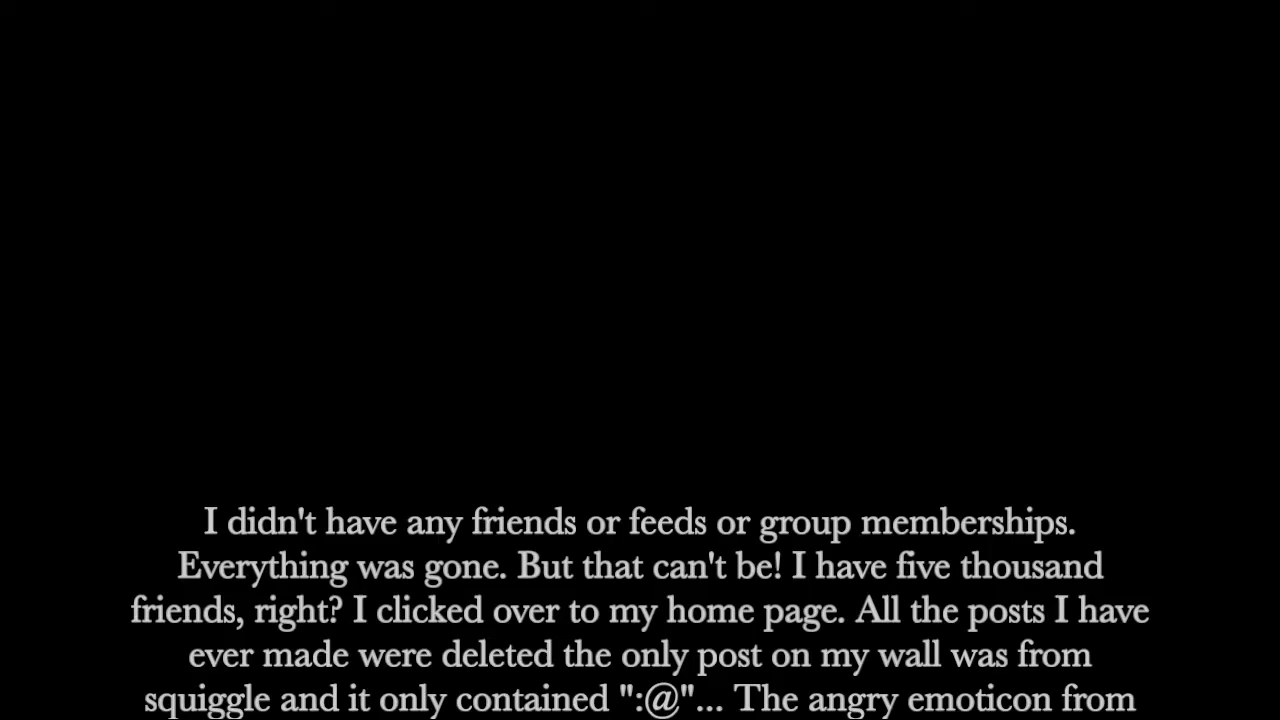 I didn't have any friends or feeds or group memberships.
Everything was gone. But that can't be! I have five thousand
friends, right? I clicked over to my home page. All the posts I have
ever made were deleted the only post on my wall was from
squiggle and it only contained ":@"... The angry emoticon from